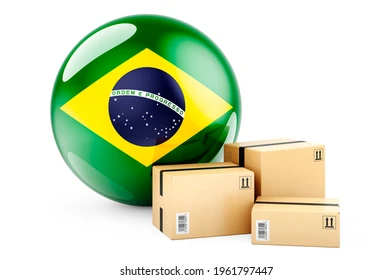 ORDEM E PROGRESSO
shutterstock.com · 1961797447